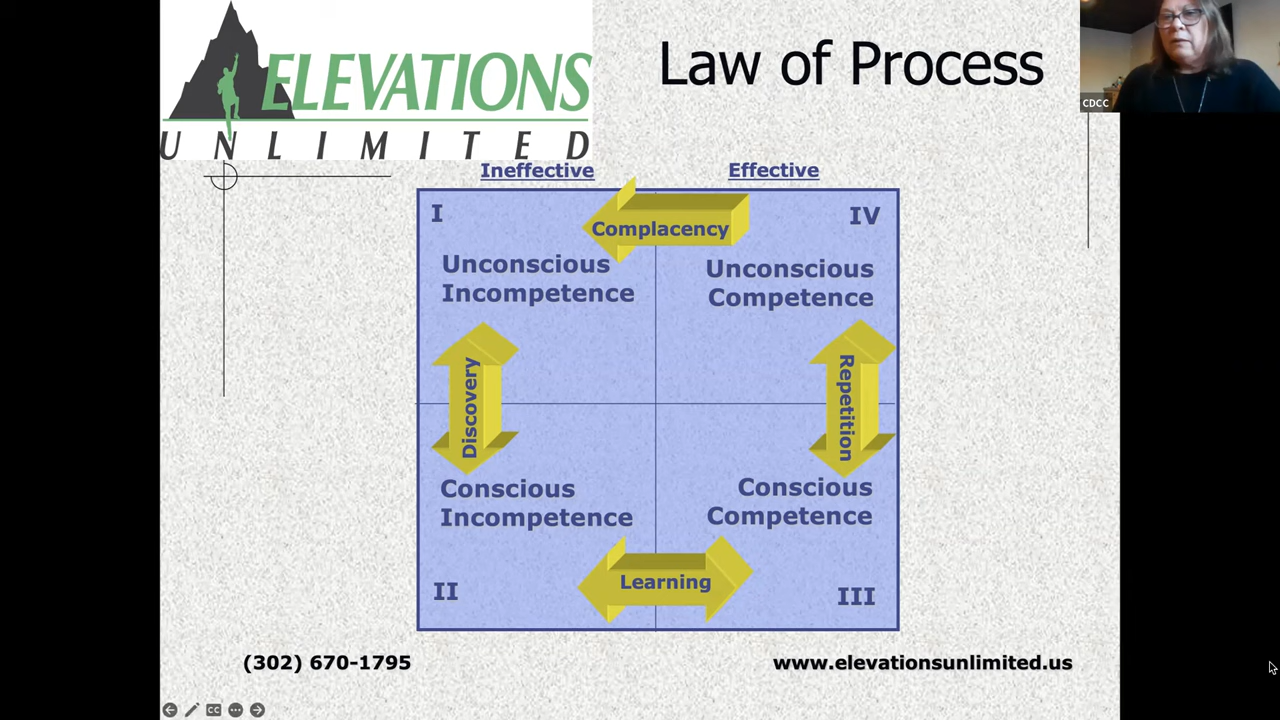 ELEVATIONS
UNLIMITED
Law of Process
CDCC
Ineffective
Effective
I
Complacency
IV
Unconscious
Incompetence
Unconscious
Competence
Discovery
Repetition
Conscious
Incompetence
Conscious
Competence
Learning
II
III
(302) 670-1795
www.elevationsunlimited.us
CC